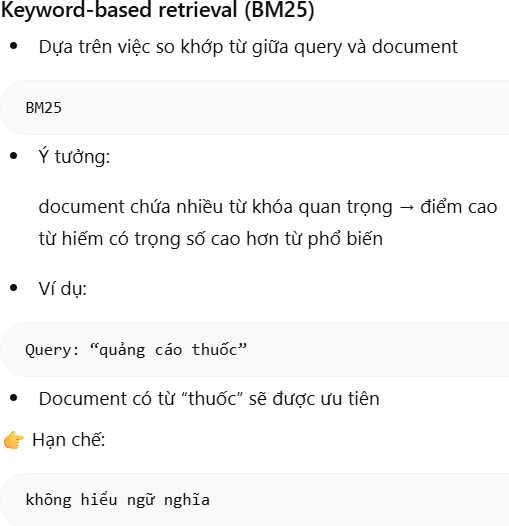 Keyword-based retrieval (BM25)
• Dựa trên việc so khớp từ giữa query và document
BM25
• Ý tưởng:
document chứa nhiều từ khóa quan trọng → điểm cao
từ hiếm có trọng số cao hơn từ phổ biến
• Ví dụ:
Query: “quảng cáo thuốc”
• Document có từ “thuốc” sẽ được ưu tiên
👉 Hạn chế:
không hiểu ngữ nghĩa